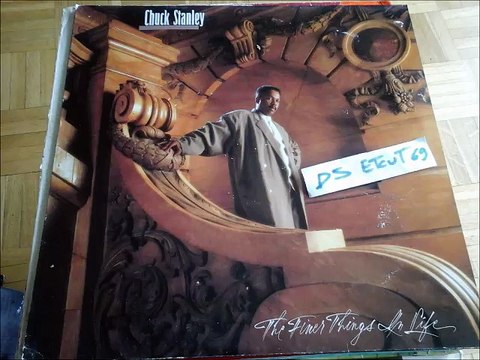 Chuck Stanley
DS ETEUT 69
The Finer Things In Life